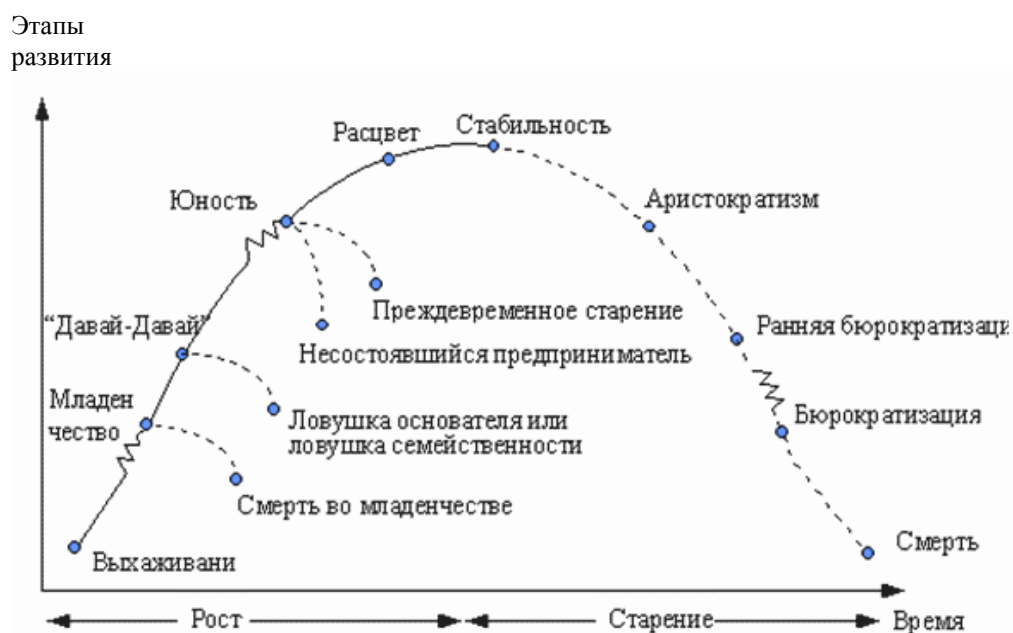 Этапы
развития
Расцвет
Стабильность
Юность
Аристократизм
Преждевременное старение
“Давай-Давай”
Ранняя бюрократизаци
Несостоявшийся предприниматель
Младен
чество
Ловушка основателя или
ловушка семейственности
Бюрократизация
Смерть во младенчестве
Выхаживани
Смерть
Рост
Старение
Время